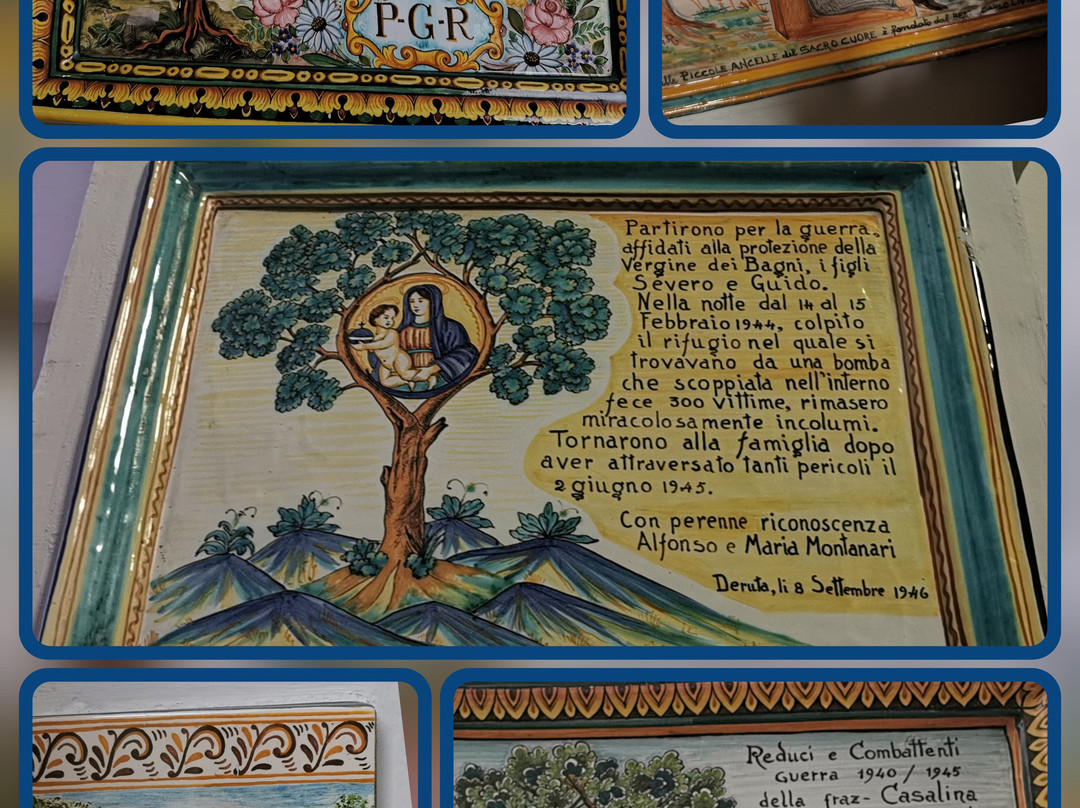 P-G-R
PICCOLE ANCELLE del SACRO CUORE è fondata dal
Partirono per la guerra,
affidati alla protezione della
Vergine dei Bagni, i figli
Severo e Guido.
Nella notte dal 14 al 15
Febbraio 1944, colpito
il rifugio nel quale si
trovavano da una bomba
che scoppiata nell'interno
fece 300 vittime, rimasero
miracolosamente incolumi.
Tornarono alla famiglia dopo
aver attraversato tanti pericoli il
2 giugno 1945.
Con perenne riconoscenza
Alfonso e Maria Montanari
Deruta, li 8 Settembre 1946
Reduci e Combattenti
Guerra 1940 / 1945
della fraz- Casalina